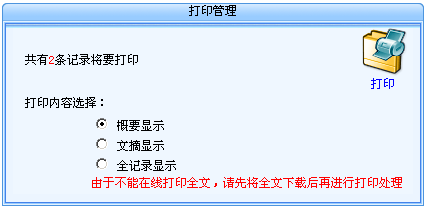 打印管理
共有2条记录将要打印
打印
打印内容选择：
概要显示
文摘显示
全记录显示
由于不能在线打印全文，请先将全文下载后再进行打印处理